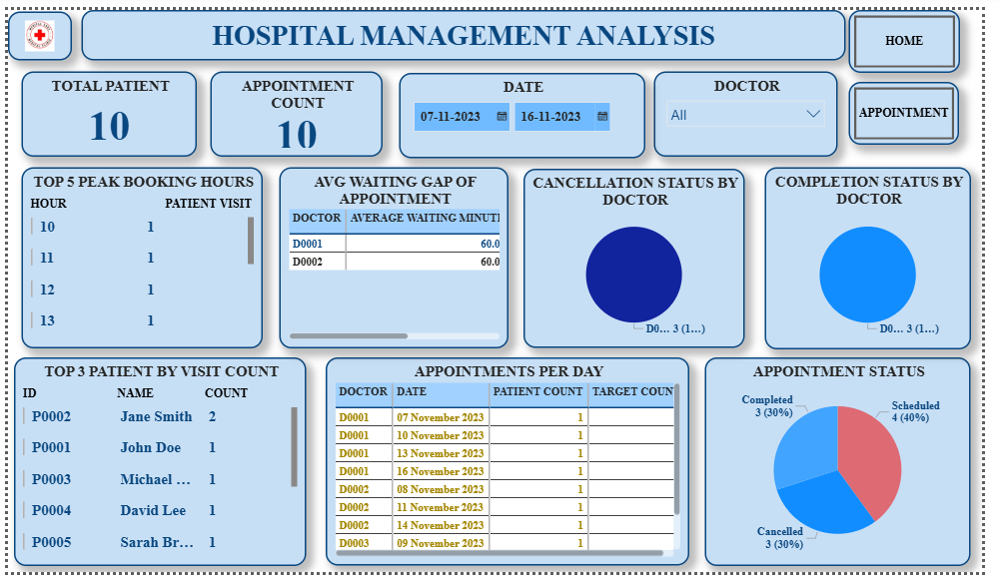 HOSPITAL MANAGEMENT ANALYSIS
HOME
TOTAL PATIENT
10
APPOINTMENT
COUNT
10
DATE
07-11-2023 16-11-2023
DOCTOR
All
APPOINTMENT
TOP 5 PEAK BOOKING HOURS
HOUR PATIENT VISIT
10 1
11 1
12 1
13 1
AVG WAITING GAP OF
APPOINTMENT
DOCTOR AVERAGE WAITING MINUTI
D0001 60.0
D0002 60.0
CANCELLATION STATUS BY
DOCTOR
D0... 3 (1...)
COMPLETION STATUS BY
DOCTOR
D0... 3 (1...)
TOP 3 PATIENT BY VISIT COUNT
ID NAME COUNT
P0002 Jane Smith 2
P0001 John Doe 1
P0003 Michael ... 1
P0004 David Lee 1
P0005 Sarah Br... 1
APPOINTMENTS PER DAY
DOCTOR DATE PATIENT COUNT TARGET COUN
D0001 07 November 2023 1
D0001 10 November 2023 1
D0001 13 November 2023 1
D0001 16 November 2023 1
D0002 08 November 2023 1
D0002 11 November 2023 1
D0002 14 November 2023 1
D0003 09 November 2023 1
APPOINTMENT STATUS
Completed
3 (30%)
Scheduled
4 (40%)
Cancelled
3 (30%)